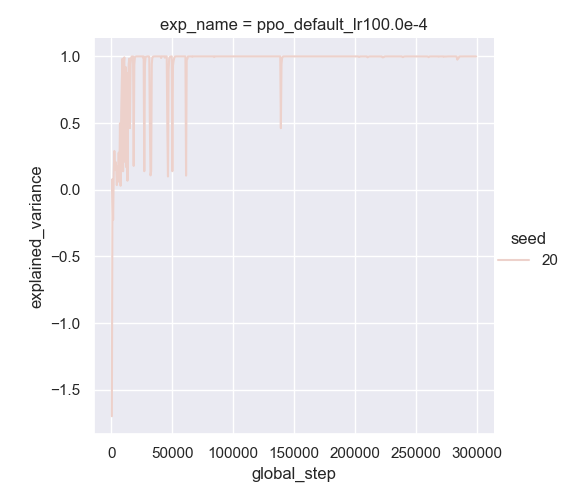 exp_name = ppo_default_lr100.0e-4
1.0
0.5
0.0
−0.5
−1.0
−1.5
explained_variance
0 50000 100000 150000 200000 250000 300000
global_step
seed
20